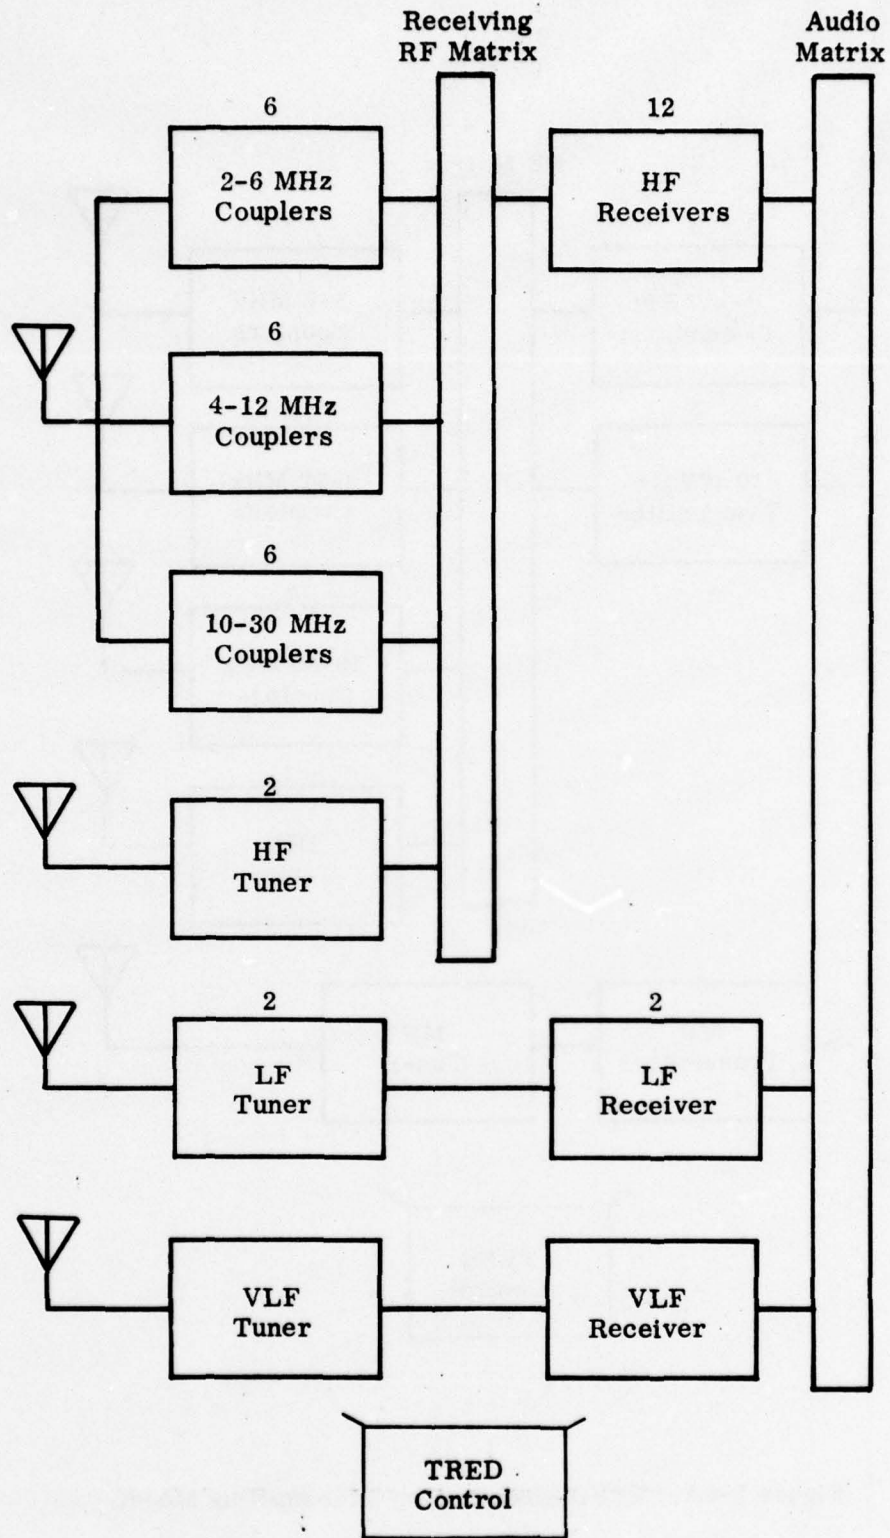 Receiving
RF Matrix
Audio
Matrix
6
2-6 MHz
Couplers
12
HF
Receivers
6
4-12 MHz
Couplers
6
10-30 MHz
Couplers
2
HF
Tuner
2
LF
Tuner
2
LF
Receiver
VLF
Tuner
VLF
Receiver
TRED
Control